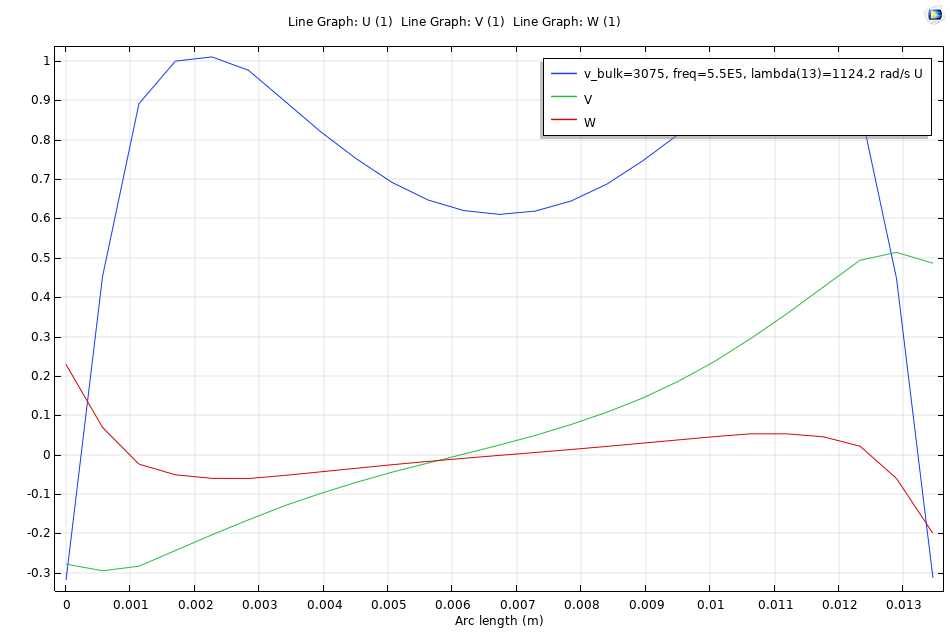 Line Graph: U (1)  Line Graph: V (1)  Line Graph: W (1)
v_bulk=3075, freq=5.5E5, lambda(13)=1124.2 rad/s U
V
W
1
0.9
0.8
0.7
0.6
0.5
0.4
0.3
0.2
0.1
0
-0.1
-0.2
-0.3
0 0.001 0.002 0.003 0.004 0.005 0.006 0.007 0.008 0.009 0.01 0.011 0.012 0.013
Arc length (m)